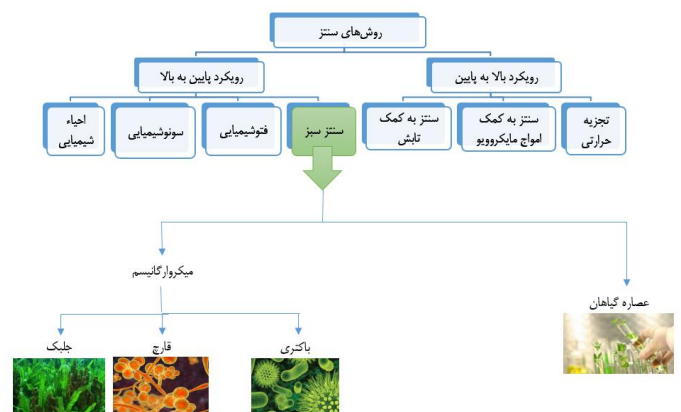 روش‌های سنتز
رویکرد بالا به پایین
رویکرد پایین به بالا
تجزیه
حرارتی
سنتز به کمک
امواج مایکروویو
سنتز به کمک
تابش
سنتز سبز
فتوشیمیایی
سونوشیمیایی
احیاء
شیمیایی
میکروارگانیسم
عصاره گیاهان
باکتری
قارچ
جلبک